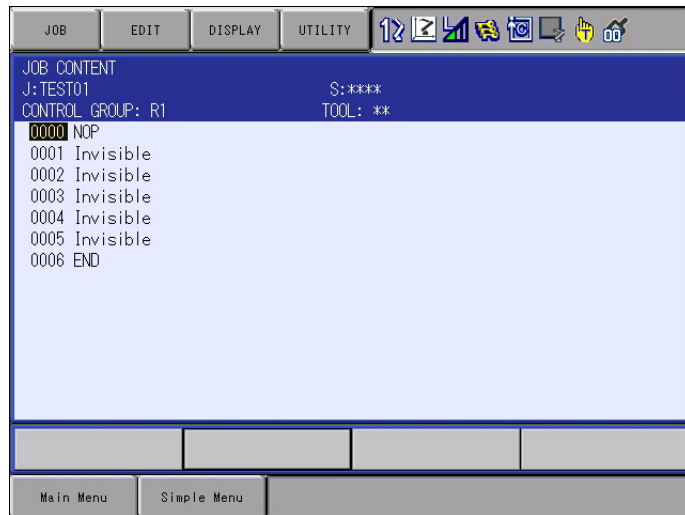 JOB EDIT DISPLAY UTILITY
JOB CONTENT
J:TEST01 S:****
CONTROL GROUP: R1 TOOL: **
0000 NOP
0001 Invisible
0002 Invisible
0003 Invisible
0004 Invisible
0005 Invisible
0006 END
Main Menu Simple Menu